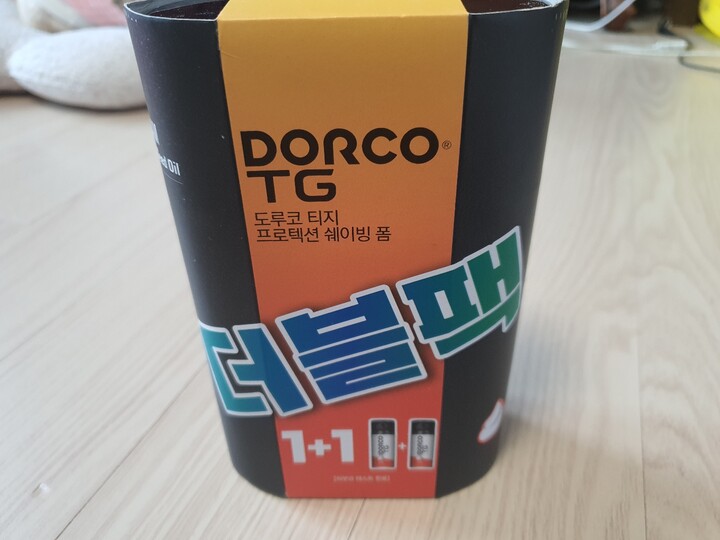 DORCO®
TG
도루코 티지
프로텍션 쉐이빙 폼
Oil
더블팩
1+1
+